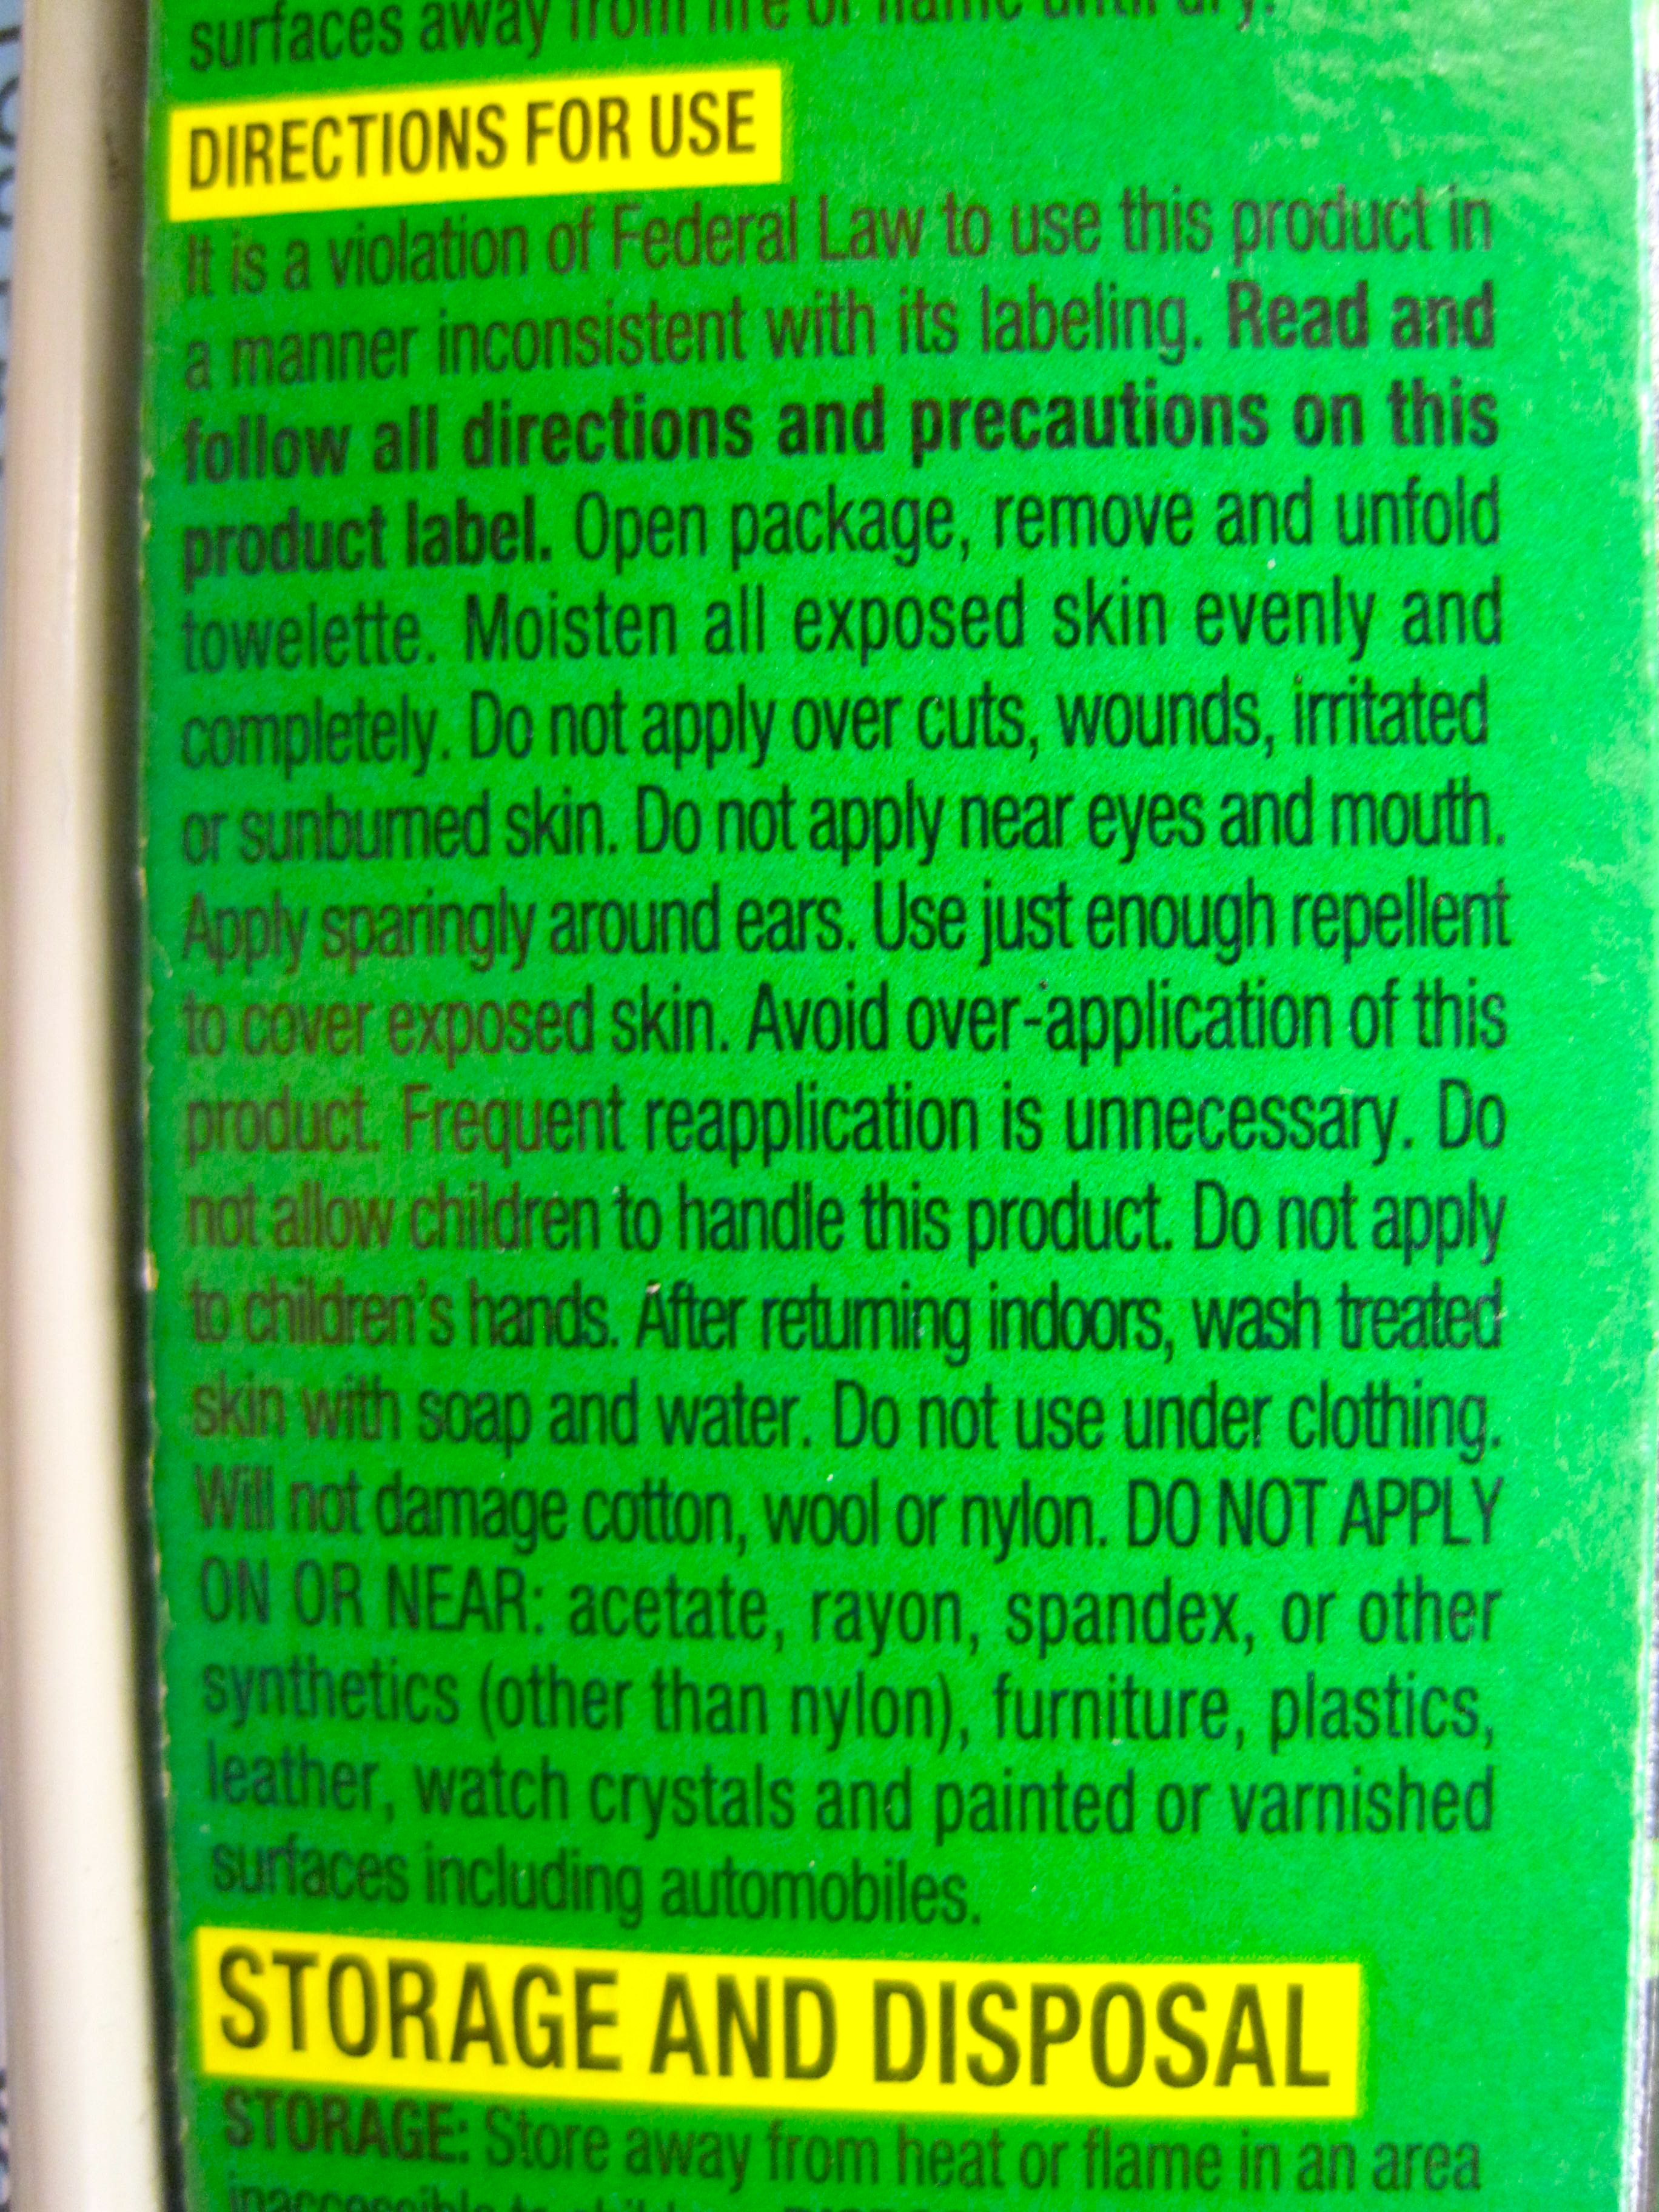 surfaces away from fire or flame until dry.
DIRECTIONS FOR USE
It is a violation of Federal Law to use this product in
a manner inconsistent with its labeling. Read and
follow all directions and precautions on this
product label. Open package, remove and unfold
towelette. Moisten all exposed skin evenly and
completely. Do not apply over cuts, wounds, irritated
or sunburned skin. Do not apply near eyes and mouth.
Apply sparingly around ears. Use just enough repellent
to cover exposed skin. Avoid over-application of this
product. Frequent reapplication is unnecessary. Do
not allow children to handle this product. Do not apply
to children's hands. After returning indoors, wash treated
skin with soap and water. Do not use under clothing.
Will not damage cotton, wool or nylon. DO NOT APPLY
ON OR NEAR: acetate, rayon, spandex, or other
synthetics (other than nylon), furniture, plastics,
leather, watch crystals and painted or varnished
surfaces including automobiles.
STORAGE AND DISPOSAL
STORAGE: Store away from heat or flame in an area
inaccessible to